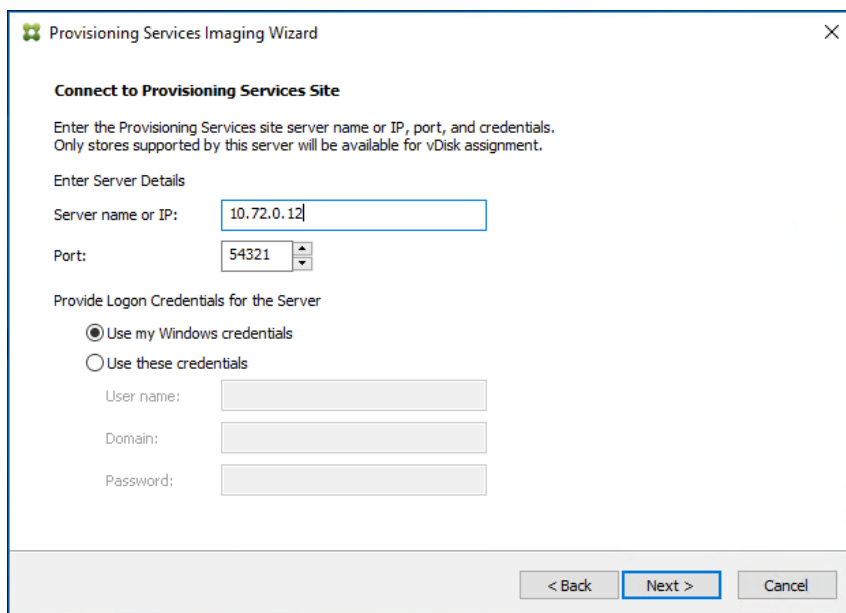 Provisioning Services Imaging Wizard
Connect to Provisioning Services Site
Enter the Provisioning Services site server name or IP, port, and credentials.
Only stores supported by this server will be available for vDisk assignment.
Enter Server Details
Server name or IP: 10.72.0.12
Port: 54321
Provide Logon Credentials for the Server
Use my Windows credentials
Use these credentials
User name:
Domain:
Password:
< Back Next > Cancel